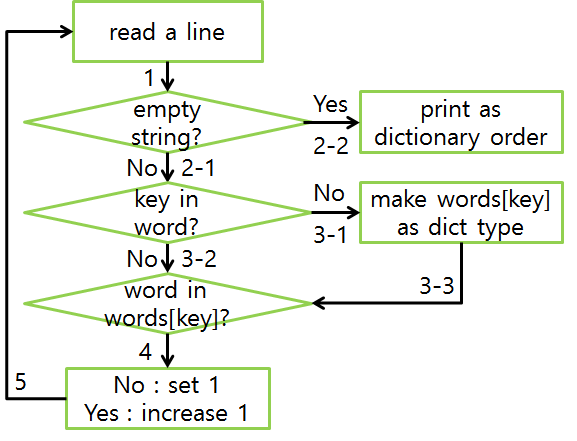 read a line
1
empty
string?
Yes
2-2
print as
dictionary order
No 2-1
key in
word?
No
3-1
make words[key]
as dict type
No 3-2
3-3
word in
words[key]?
4
5
No : set 1
Yes : increase 1